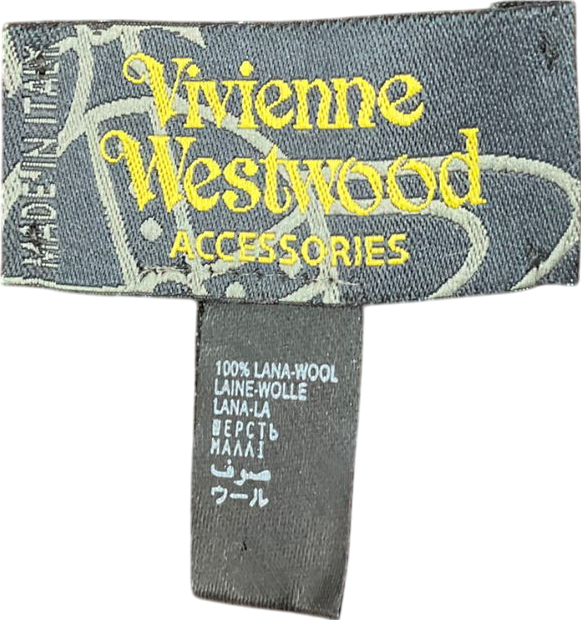 MADE IN ITALY
Vivienne
Westwood
ACCESSORIES
100% LANA-WOOL
LAINE-WOLLE
LANA-LA
ШЕРСТЬ
ΜΑΛΛΙ
صوف
ウール